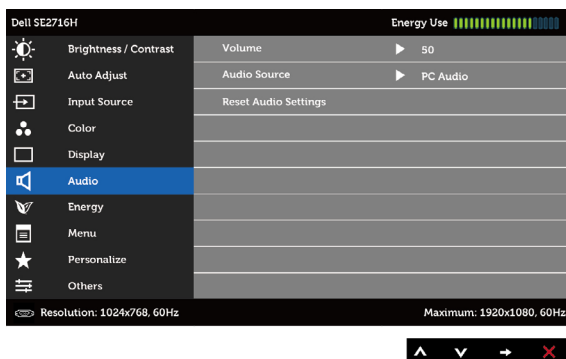 Dell SE2716H Energy Use
Brightness / Contrast Volume 50
Auto Adjust Audio Source PC Audio
Input Source Reset Audio Settings
Color
Display
Audio
Energy
Menu
Personalize
Others
Resolution: 1024x768, 60Hz Maximum: 1920x1080, 60Hz